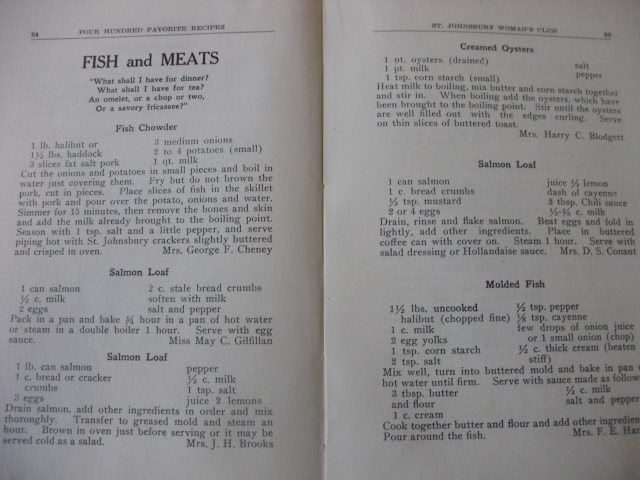 84 FOUR HUNDRED FAVORITE RECIPES
FISH and MEATS
"What shall I have for dinner?
What shall I have for tea?
An omelet, or a chop or two,
Or a savory fricassee?"
Fish Chowder
1 lb. halibut or 3 medium onions
1½ lbs. haddock 2 to 4 potatoes (small)
3 slices fat salt pork 1 qt. milk
Cut the onions and potatoes in small pieces and boil in
water just covering them. Fry but do not brown the
pork, cut in pieces. Place slices of fish in the skillet
with pork and pour over the potato, onions and water.
Simmer for 15 minutes, then remove the bones and skin
and add the milk already brought to the boiling point.
Season with 1 tsp. salt and a little pepper, and serve
piping hot with St. Johnsbury crackers slightly buttered
and crisped in oven. Mrs. George F. Cheney
Salmon Loaf
1 can salmon 2 c. stale bread crumbs
½ c. milk soften with milk
2 eggs salt and pepper
Pack in a pan and bake ¾ hour in a pan of hot water
or steam in a double boiler 1 hour. Serve with egg
sauce. Miss May C. Gilfillan
Salmon Loaf
1 lb. can salmon pepper
1 c. bread or cracker ½ c. milk
crumbs 1 tsp. salt
3 eggs juice 2 lemons
Drain salmon, add other ingredients in order and mix
thoroughly. Transfer to greased mold and steam an
hour. Brown in oven just before serving or it may be
served cold as a salad. Mrs. J. H. Brooks
ST. JOHNSBURY WOMAN'S CLUB 85
Creamed Oysters
1 pt. oysters (drained) salt
1 pt. milk pepper
1 tsp. corn starch (small)
Heat milk to boiling, mix butter and corn starch together
and stir in. When boiling add the oysters, which have
been brought to the boiling point. Stir until the oysters
are well filled out with the edges curling. Serve
on thin slices of buttered toast.
Mrs. Harry C. Blodgett
Salmon Loaf
1 can salmon juice ½ lemon
1 c. bread crumbs dash of cayenne
½ tsp. mustard 2 tbsp. Chili sauce
2 or 4 eggs ½-¾ c. milk
Drain, rinse and flake salmon. Beat eggs and fold in
lightly, add other ingredients. Place in buttered
coffee can with cover on. Steam 1 hour. Serve with
salad dressing or Hollandaise sauce. Mrs. D. S. Conant
Molded Fish
1½ lbs. uncooked ½ tsp. pepper
halibut (chopped fine) ⅛ tsp. cayenne
1 c. milk few drops of onion juice
2 egg yolks or 1 small onion (chop)
1 tsp. corn starch ½ c. thick cream (beaten
2 tsp. salt stiff)
Mix well, turn into buttered mold and bake in pan
hot water until firm. Serve with sauce made as follow
3 tbsp. butter ½ c. milk
and flour salt and pepper
1 c. cream
Cook together butter and flour and add other ingredien
Pour around the fish. Mrs. F. E. Har